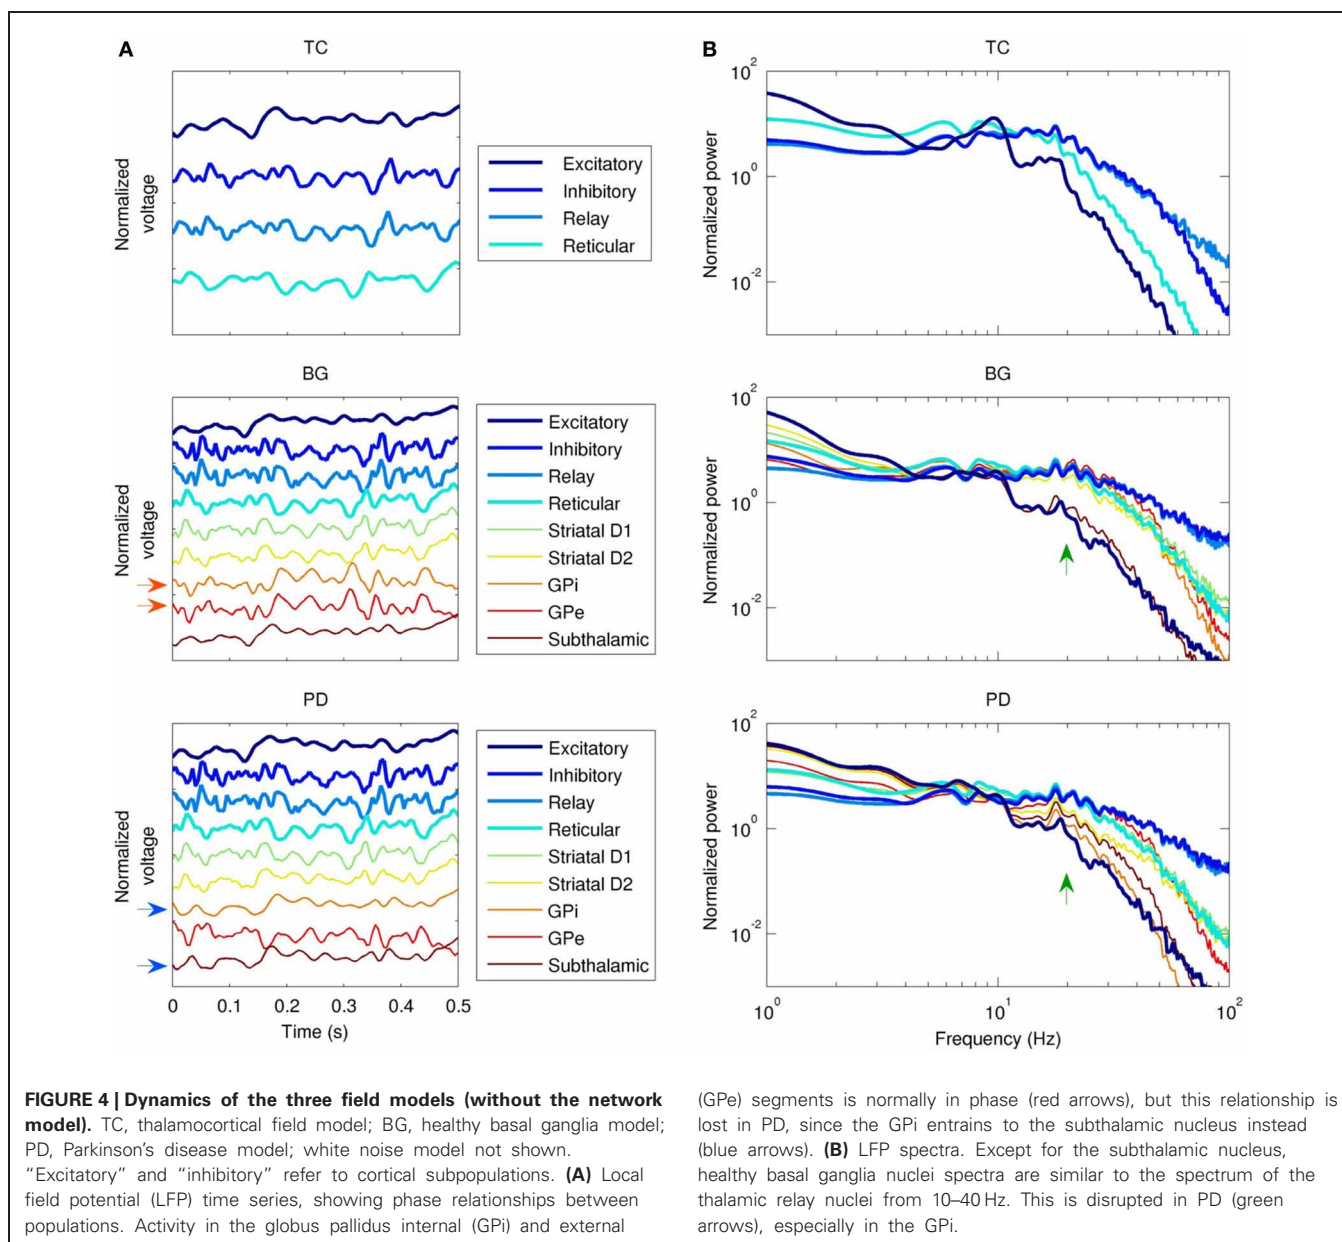 A
TC
Normalized
voltage
Excitatory
Inhibitory
Relay
Reticular
B
TC
Normalized power
10^2
10^0
10^-2
BG
Normalized
voltage
Excitatory
Inhibitory
Relay
Reticular
Striatal D1
Striatal D2
GPi
GPe
Subthalamic
BG
Normalized power
10^2
10^0
10^-2
PD
Normalized
voltage
0 0.1 0.2 0.3 0.4 0.5
Time (s)
Excitatory
Inhibitory
Relay
Reticular
Striatal D1
Striatal D2
GPi
GPe
Subthalamic
PD
Normalized power
10^2
10^0
10^-2
10^0 10^1 10^2
Frequency (Hz)
FIGURE 4 | Dynamics of the three field models (without the network
model). TC, thalamocortical field model; BG, healthy basal ganglia model;
PD, Parkinson's disease model; white noise model not shown.
“Excitatory” and “inhibitory” refer to cortical subpopulations. (A) Local
field potential (LFP) time series, showing phase relationships between
populations. Activity in the globus pallidus internal (GPi) and external
(GPe) segments is normally in phase (red arrows), but this relationship is
lost in PD, since the GPi entrains to the subthalamic nucleus instead
(blue arrows). (B) LFP spectra. Except for the subthalamic nucleus,
healthy basal ganglia nuclei spectra are similar to the spectrum of the
thalamic relay nuclei from 10–40 Hz. This is disrupted in PD (green
arrows), especially in the GPi.